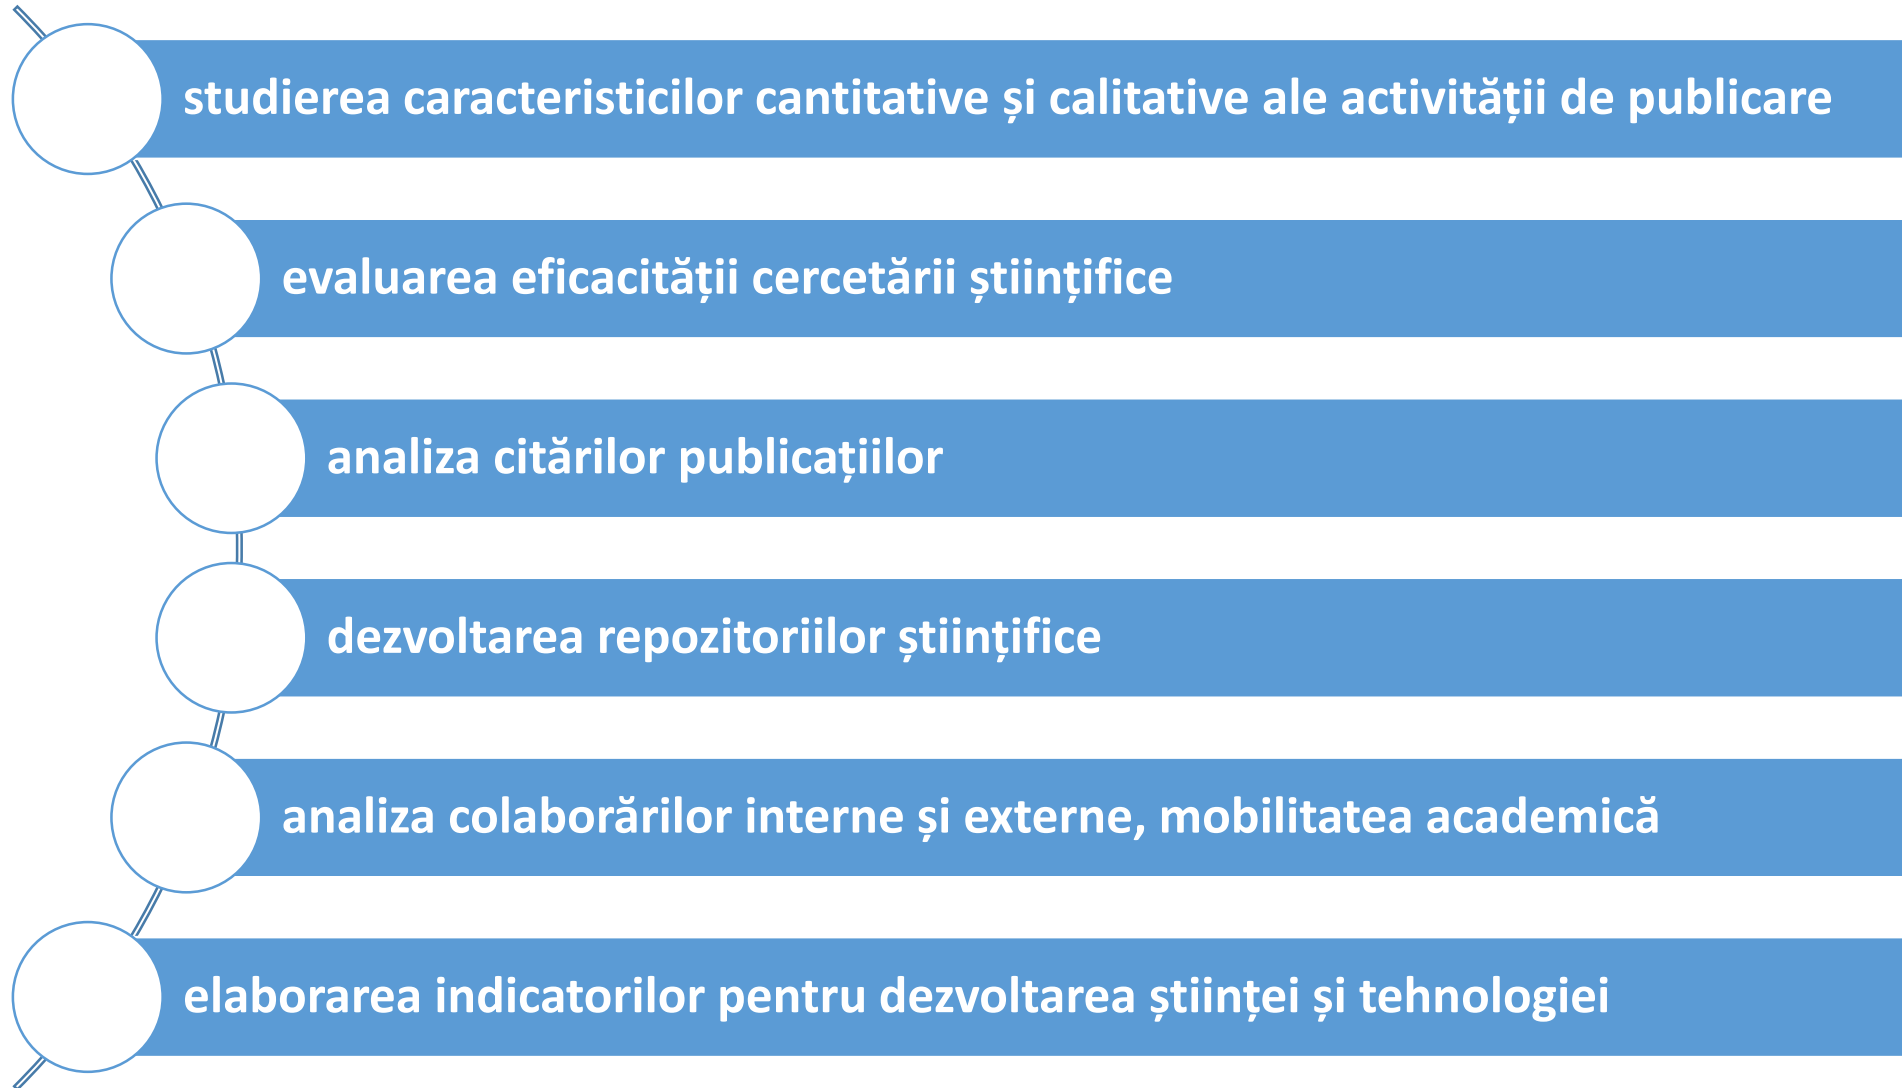 studierea caracteristicilor cantitative și calitative ale activității de publicare
evaluarea eficacității cercetării științifice
analiza citărilor publicațiilor
dezvoltarea repozitoriilor științifice
analiza colaborărilor interne și externe, mobilitatea academică
elaborarea indicatorilor pentru dezvoltarea științei și tehnologiei